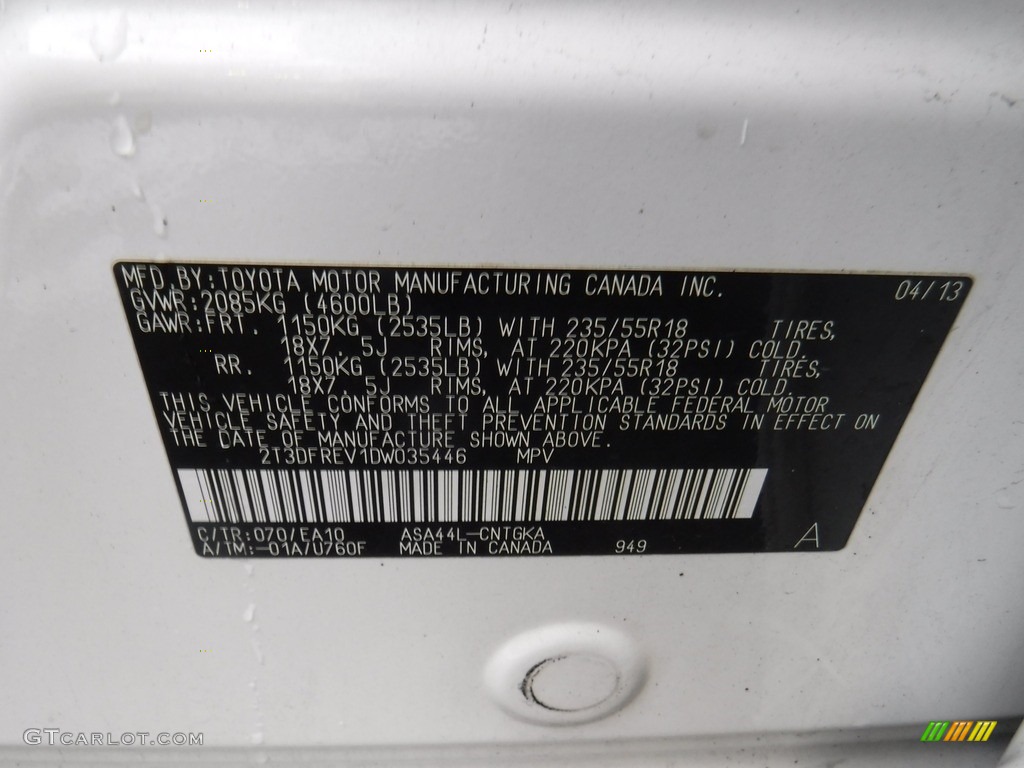 MFD. BY: TOYOTA MOTOR MANUFACTURING CANADA INC. 04/13
GVWR: 2085KG (4600LB)
GAWR: FRT. 1150KG (2535LB) WITH 235/55R18 TIRES,
18X7. 5J RIMS, AT 220KPA (32PSI) COLD.
RR. 1150KG (2535LB) WITH 235/55R18 TIRES,
18X7. 5J RIMS, AT 220KPA (32PSI) COLD.
THIS VEHICLE CONFORMS TO ALL APPLICABLE FEDERAL MOTOR
VEHICLE SAFETY AND THEFT PREVENTION STANDARDS IN EFFECT ON
THE DATE OF MANUFACTURE SHOWN ABOVE.
2T3DFREV1DW035446 MPV
C/TR: 070/EA10 ASA44L-CNTGKA
A/TM: -01A/U760F MADE IN CANADA 949 A
GTCARLOT.COM